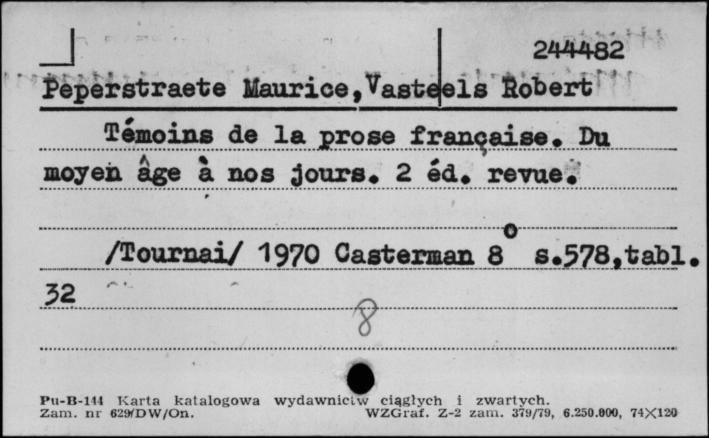 244482
Peperstraete Maurice, Vasteels Robert
Témoins de la prose française. Du
moyen âge à nos jours. 2 éd. revue.
/Tournai/ 1970 Casterman 8° s.578,tabl.
32
8
Pu-B-144 Karta katalogowa wydawnictw ciągłych i zwartych.
Zam. nr 629/DW/On. WZGraf. Z-2 zam. 379/79, 6.250.000, 74×120